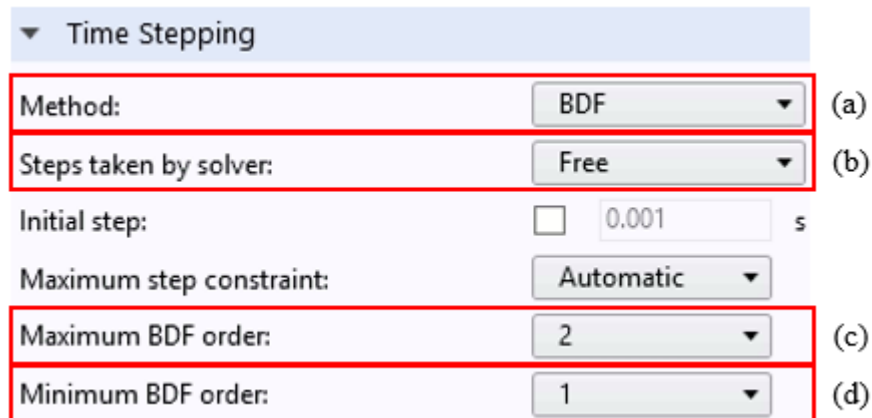 Time Stepping
Method: BDF (a)
Steps taken by solver: Free (b)
Initial step: 0.001 s
Maximum step constraint: Automatic
Maximum BDF order: 2 (c)
Minimum BDF order: 1 (d)